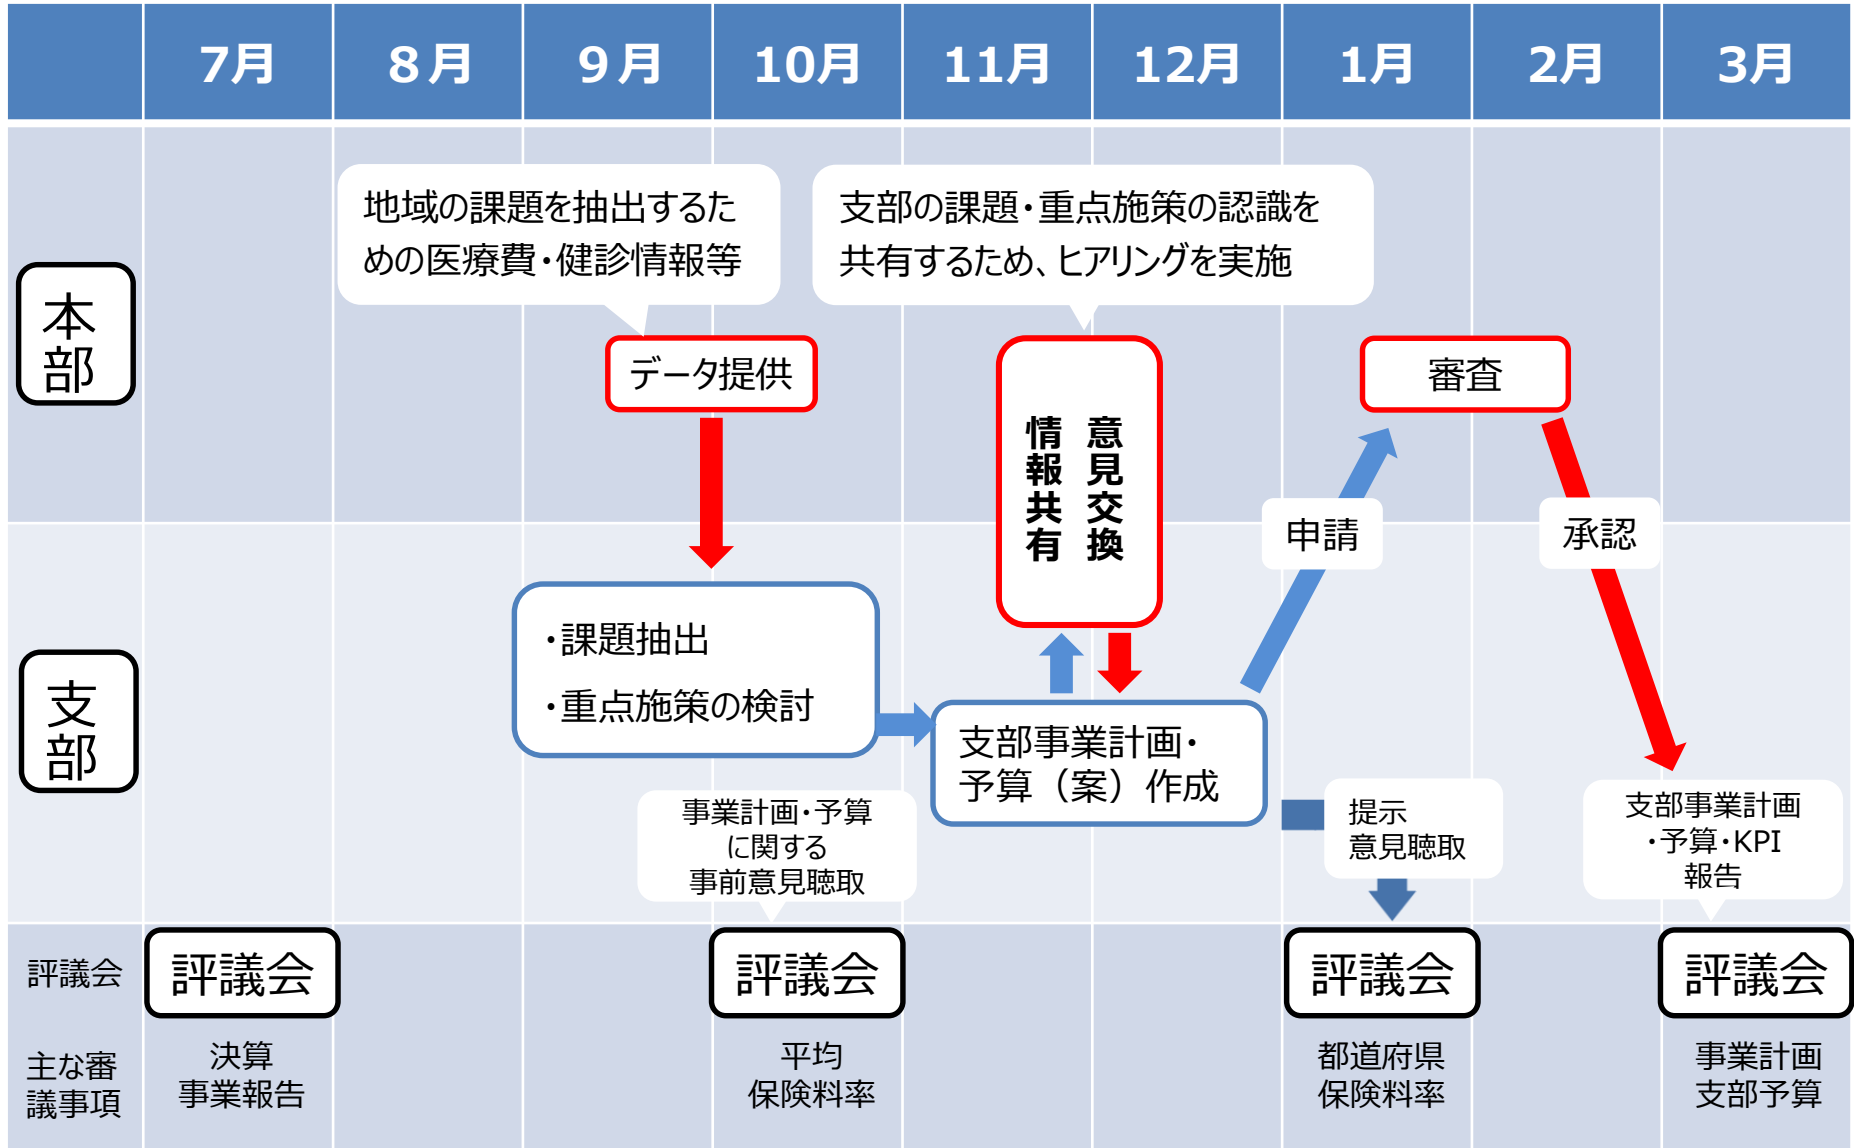 7月
8月
9月
10月
11月
12月
1月
2月
3月
本部
地域の課題を抽出するた
めの医療費・健診情報等
支部の課題・重点施策の認識を
共有するため、ヒアリングを実施
データ提供
意見交換
情報共有
審査
申請
承認
支部
・課題抽出
・重点施策の検討
支部事業計画・
予算（案）作成
事業計画・予算
に関する
事前意見聴取
提示
意見聴取
支部事業計画
・予算・KPI
報告
評議会
評議会
評議会
評議会
評議会
主な審
議事項
決算
事業報告
平均
保険料率
都道府県
保険料率
事業計画
支部予算